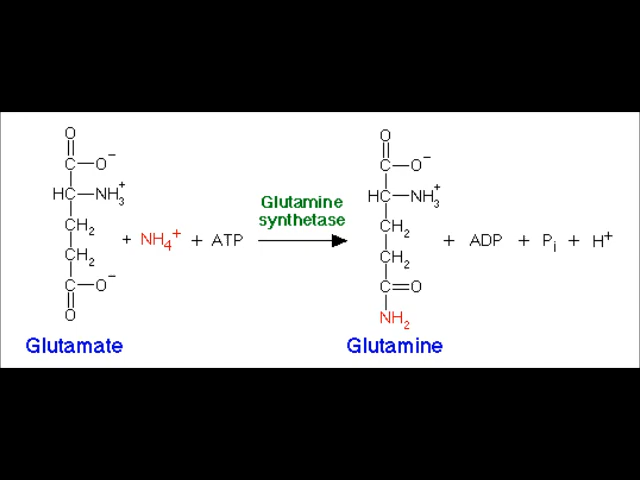 O
C—O⁻
HC—NH₃⁺
CH₂
CH₂
C—O⁻
O
Glutamate
+ NH₄⁺ + ATP
Glutamine
synthetase
O
C—O⁻
HC—NH₃⁺
CH₂
CH₂
C=O
NH₂
Glutamine
+ ADP + Pᵢ + H⁺